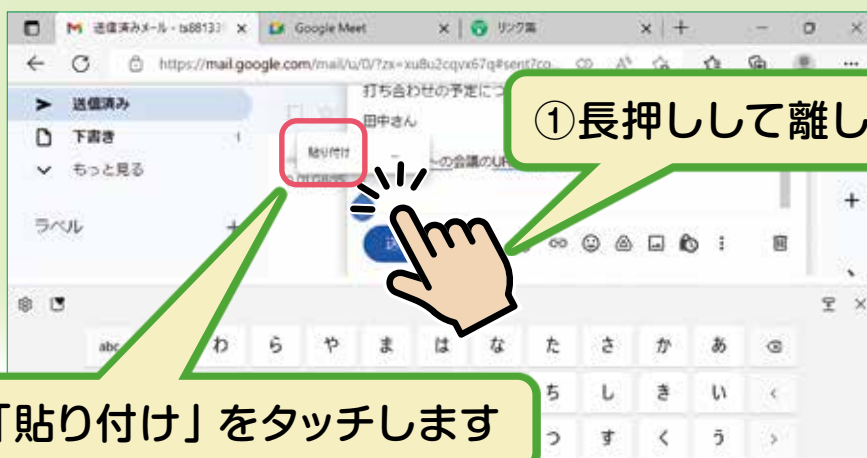 送信済みメール - ts88133
Google Meet
リンク集
https://mail.google.com/mail/u/0/?zx=xu8u2cqvx67q#sent?co...
送信済み
下書き 1
もっと見る
ラベル
打ち合わせの予定につ
田中さん
貼り付け
の会議のUR
①長押しして離し
abc わ ら や ま は な た さ か あ
ち し き い
つ す く う
「貼り付け」をタッチします